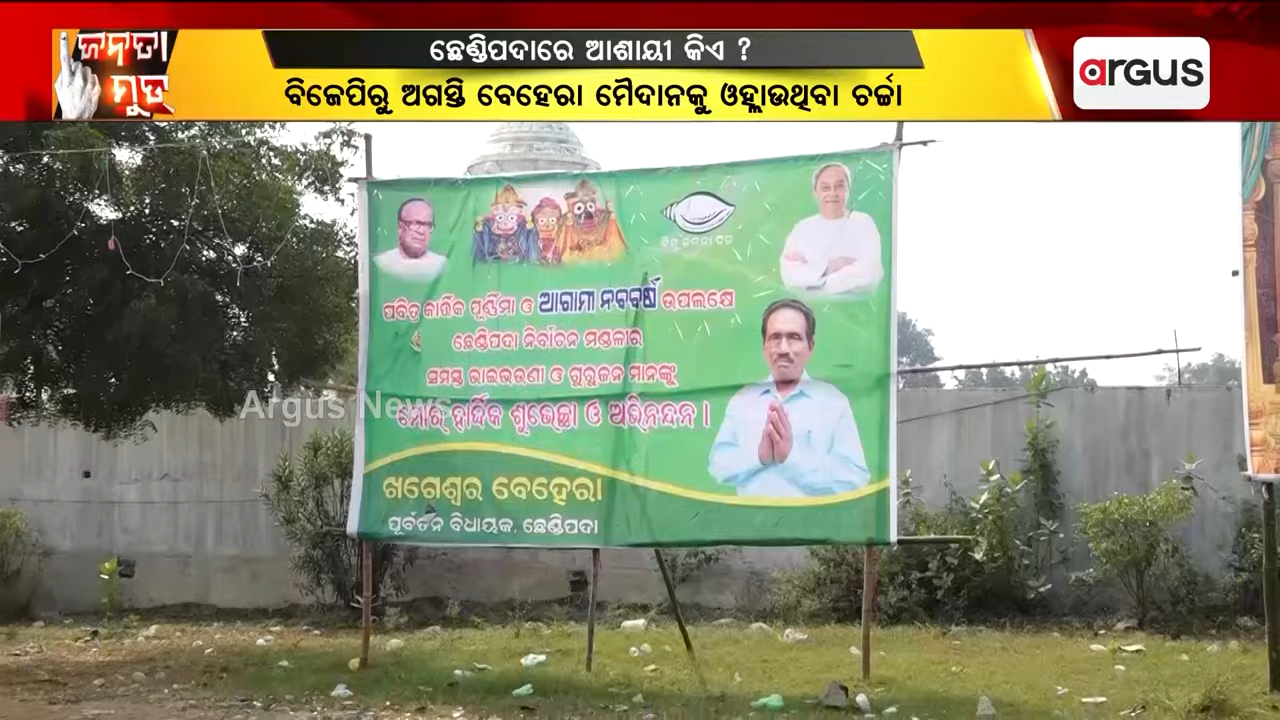 ଜନତା
ମୁଡ୍
ଛେଣ୍ଡିପଦାରେ ଆଶାୟୀ କିଏ ?
ବିଜେପିରୁ ଅଗସ୍ତି ବେହେରା ମୈଦାନକୁ ଓହ୍ଲାଉଥିବା ଚର୍ଚ୍ଚା
argus
ବିଜୁ ଜନତା ଦଳ
ପବିତ୍ର କାର୍ତ୍ତିକ ପୂର୍ଣ୍ଣିମା ଓ ଆଗାମୀ ନବବର୍ଷ ଉପଲକ୍ଷେ
ଛେଣ୍ଡିପଦା ନିର୍ବାଚନ ମଣ୍ଡଳୀର
ସମସ୍ତ ଭାଇଭଉଣୀ ଓ ଗୁରୁଜନ ମାନଙ୍କୁ
ମୋର ହାର୍ଦ୍ଦିକ ଶୁଭେଚ୍ଛା ଓ ଅଭିନନ୍ଦନ ।
Argus News
ଖଗେଶ୍ୱର ବେହେରା
ପୂର୍ବତନ ବିଧାୟକ, ଛେଣ୍ଡିପଦା